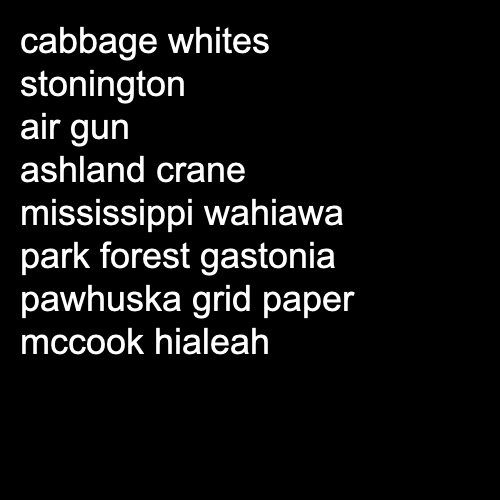 cabbage whites
stonington
air gun
ashland crane
mississippi wahiawa
park forest gastonia
pawhuska grid paper
mccook hialeah